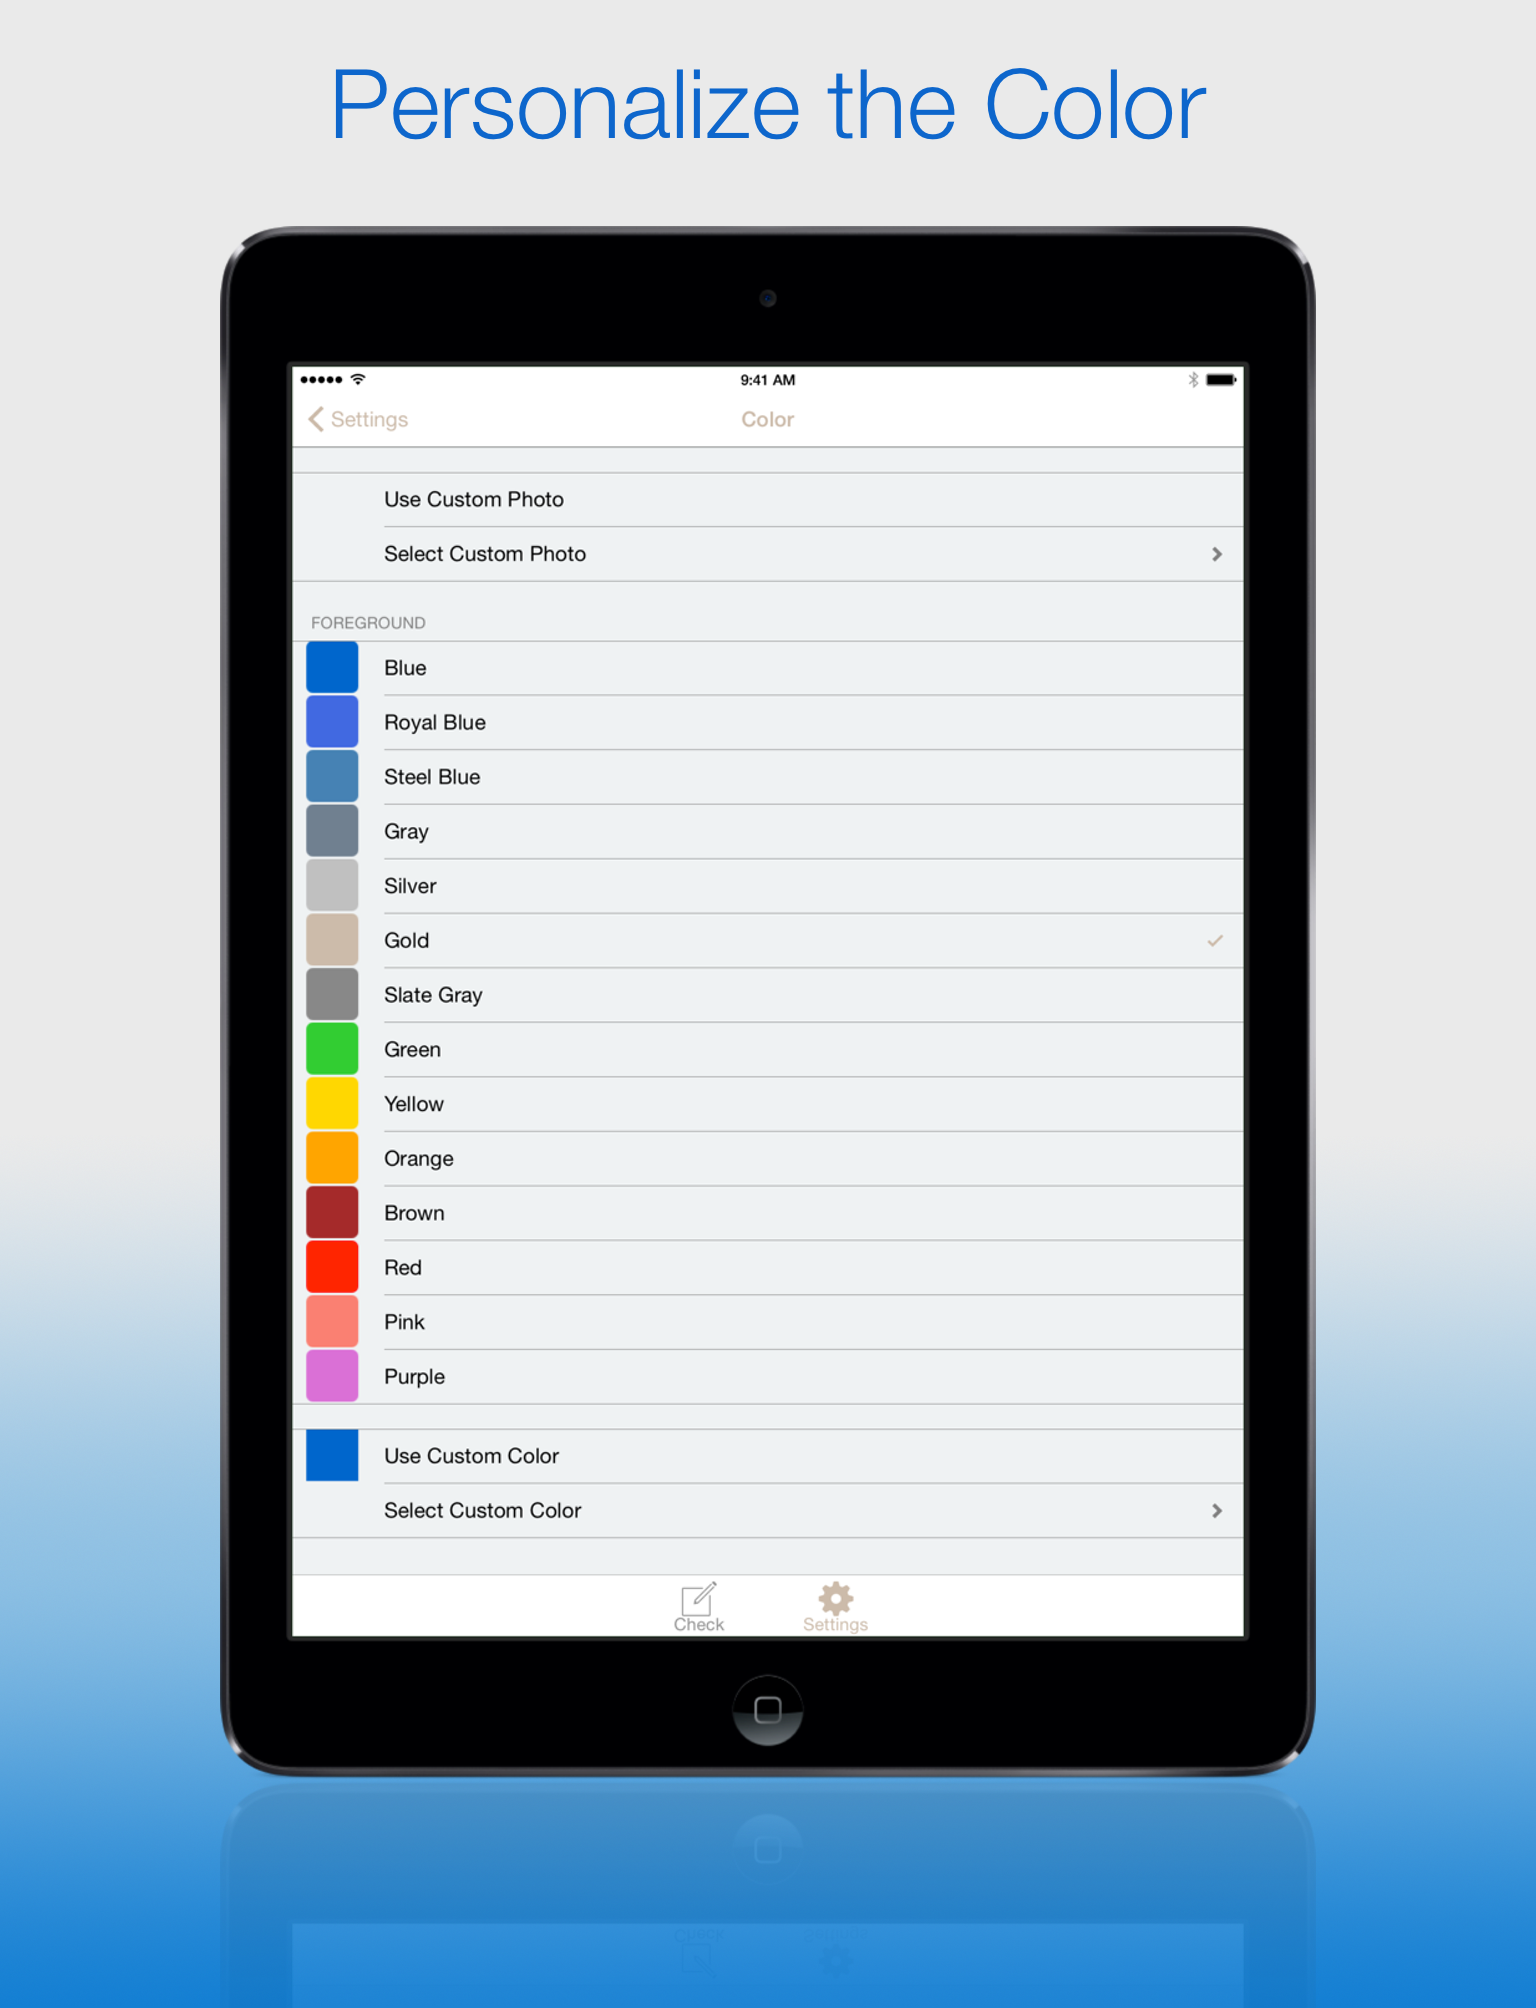 Personalize the Color
9:41 AM
Settings
Color
Use Custom Photo
Select Custom Photo
FOREGROUND
Blue
Royal Blue
Steel Blue
Gray
Silver
Gold
Slate Gray
Green
Yellow
Orange
Brown
Red
Pink
Purple
Use Custom Color
Select Custom Color
Check
Settings